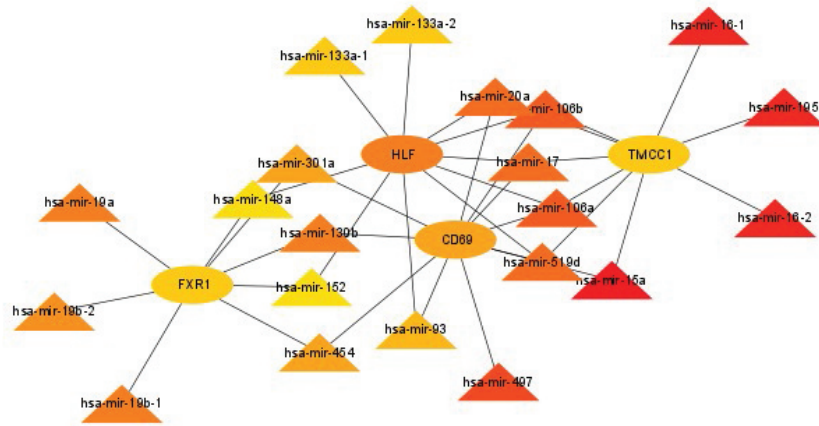 hsa-mir-133a-2
hsa-mir-16-1
hsa-mir-133a-1
hsa-mir-20a
hsa-mir-106b
hsa-mir-195
HLF
TMCC1
hsa-mir-301a
hsa-mir-17
hsa-mir-148a
hsa-mir-19a
hsa-mir-106a
hsa-mir-16-2
hsa-mir-130b
CD69
hsa-mir-519d
hsa-mir-15a
FXR1
hsa-mir-152
hsa-mir-19b-2
hsa-mir-93
hsa-mir-454
hsa-mir-497
hsa-mir-19b-1